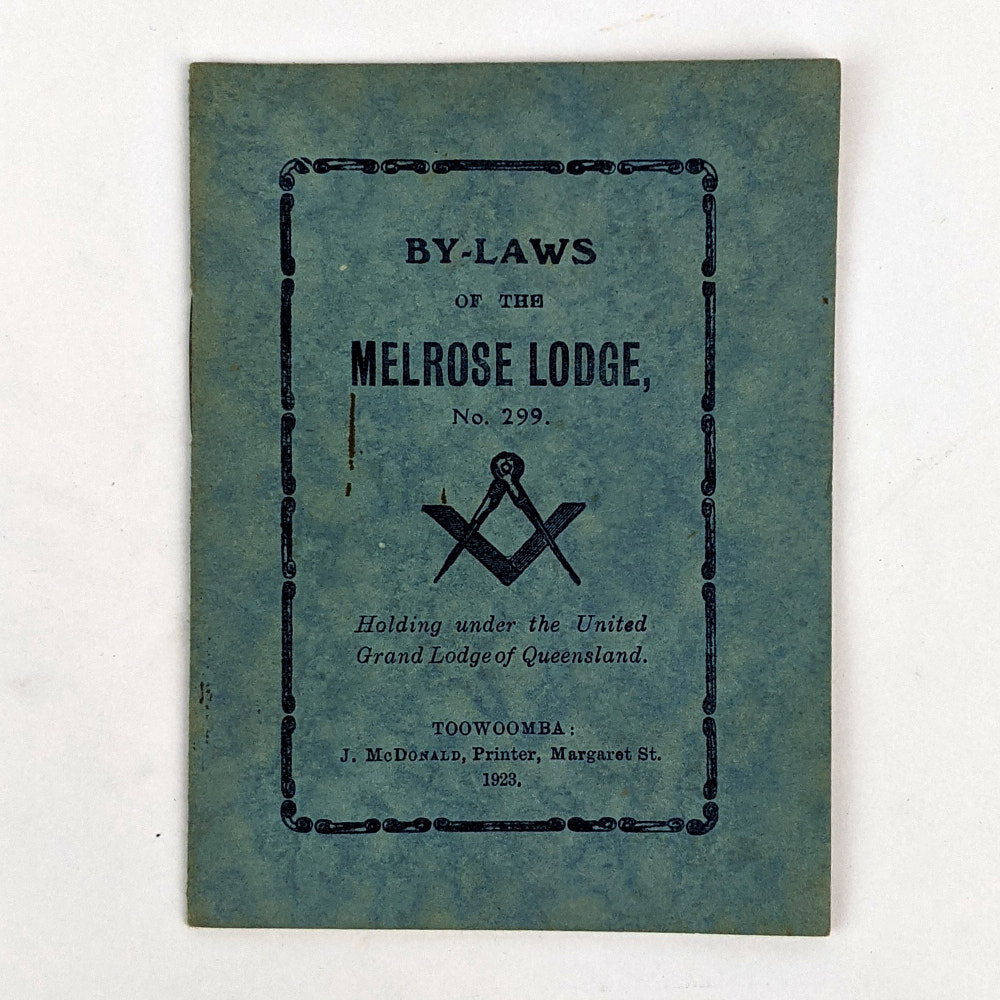 BY-LAWS
OF THE
MELROSE LODGE,
No. 299.
Holding under the United
Grand Lodge of Queensland.
TOOWOOMBA:
J. McDONALD, Printer, Margaret St.
1923.